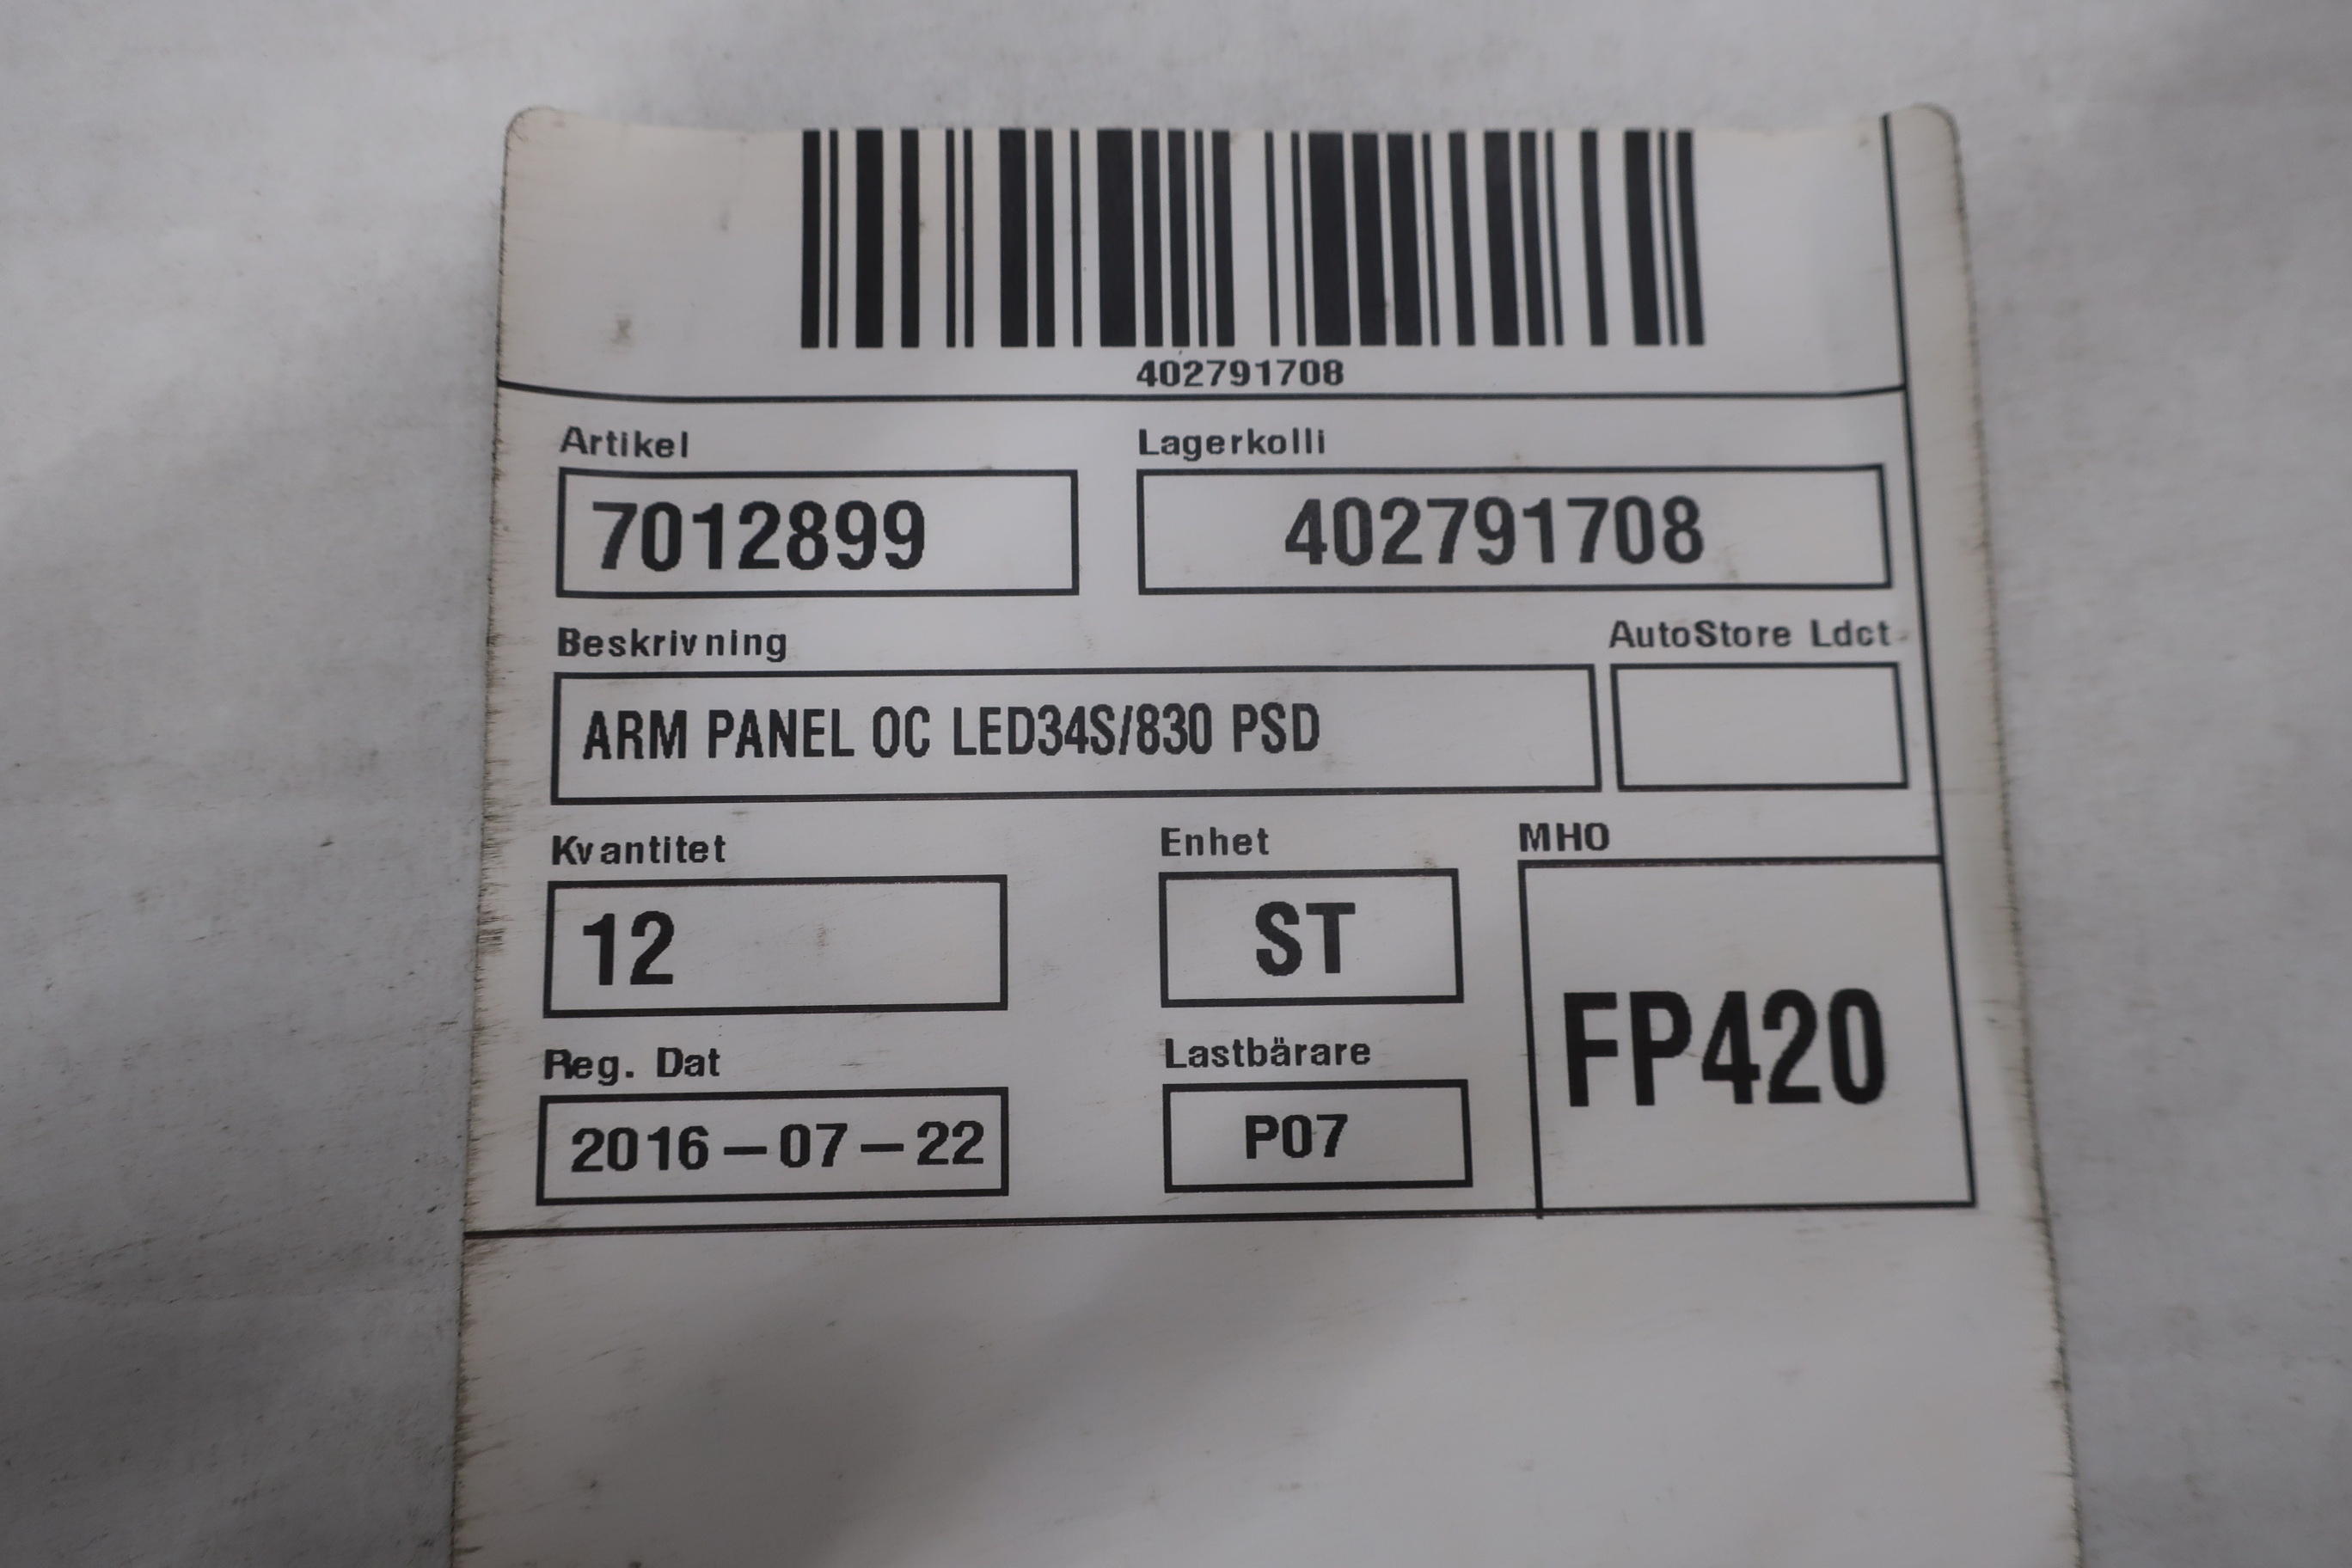 402791708
Artikel Lagerkolli
7012899 402791708
Beskrivning AutoStore Ldct
ARM PANEL OC LED34S/830 PSD
Kvantitet Enhet MHO
12 ST
FP420
Reg. Dat Lastbärare
2016-07-22 P07